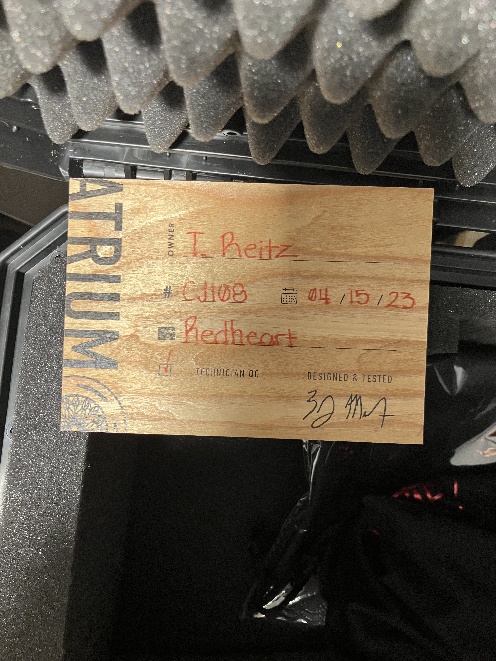 ATRIUM
OWNER T. Reitz
# CJ108 04 / 15 / 23
Redheart
TECHNICIAN QC DESIGNED & TESTED